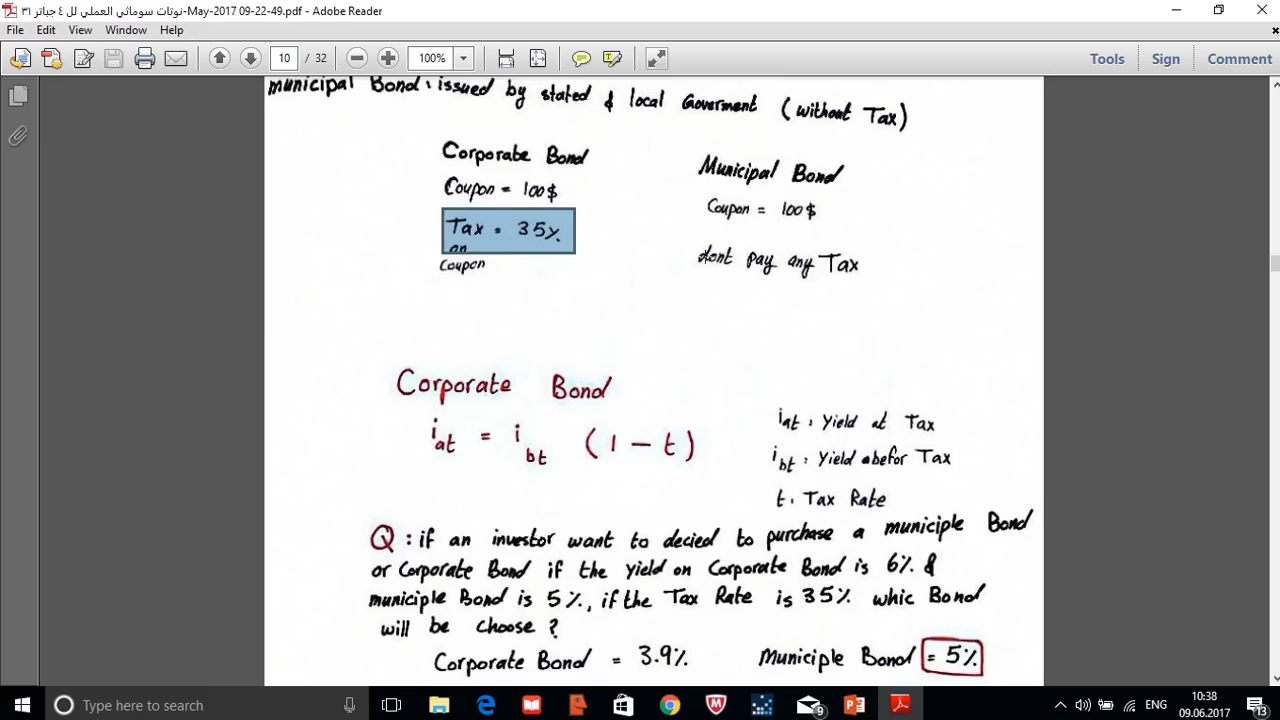 نوتات سوماثي العملي لل ٤ جباتر ٣١-May-2017 09-22-49.pdf - Adobe Reader
File Edit View Window Help
10 / 32 100% Tools Sign Comment
municipal Bond: issued by stated & local Goverment (without Tax)
Corporate Bond
Coupon = 100$
Tax = 35%
on
Coupon
Municipal Bond
Coupon = 100$
dont pay any Tax
Corporate Bond
iat = ibt (1 - t)
iat: Yield at Tax
ibt: Yield abefor Tax
t. Tax Rate
Q: if an investor want to decied to purchase a municiple Bond
or Corporate Bond if the Yield on Corporate Bond is 6% &
municiple Bond is 5%, if the Tax Rate is 35% whic Bond
will be choose?
Corporate Bond = 3.9% Municiple Bond = 5%
Type here to search
9 ENG 10:38 09.06.2017 13